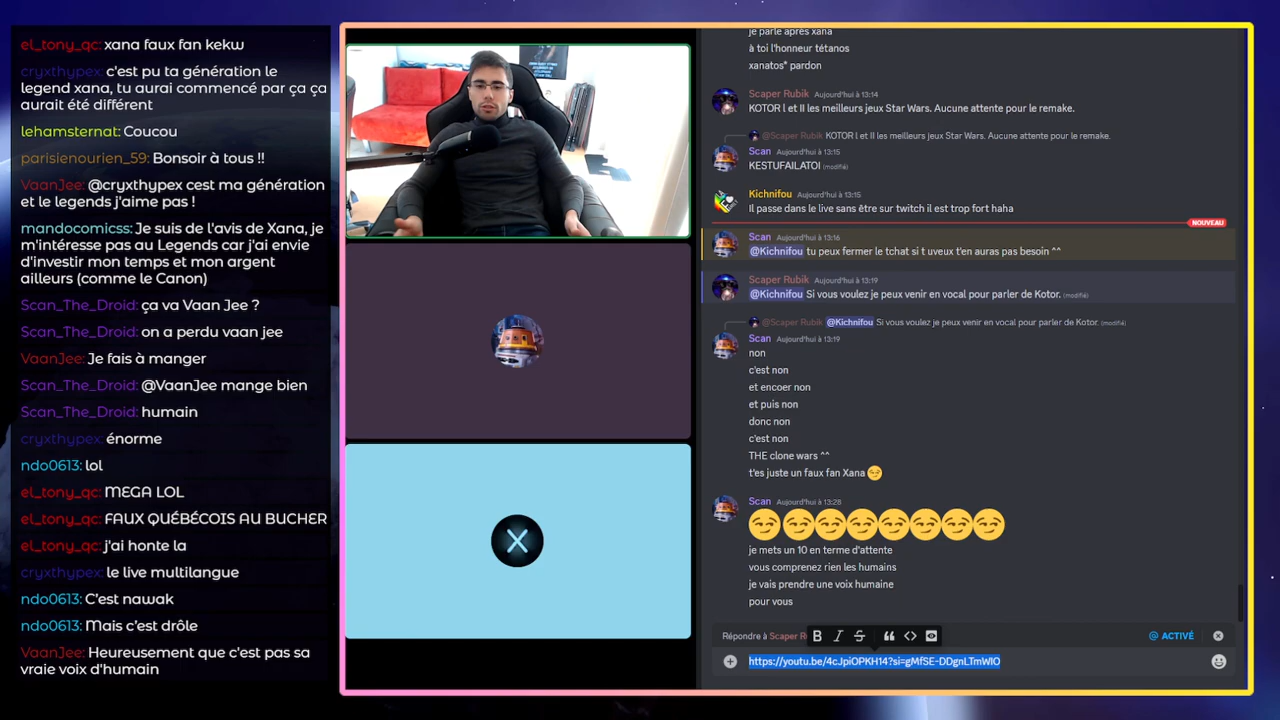 el_tony_qc: xana faux fan kekw
cryxthypex: c'est pu ta génération le
legend xana, tu aurai commencé par ça ça
aurait été différent
lehamsternat: Coucou
parisienourien_59: Bonsoir à tous !!
VaanJee: @cryxthypex cest ma génération
et le legends j'aime pas !
mandocomicss: Je suis de l'avis de Xana, je
m'intéresse pas au Legends car j'ai envie
d'investir mon temps et mon argent
ailleurs (comme le Canon)
Scan_The_Droid: ça va Vaan Jee ?
Scan_The_Droid: on a perdu vaan jee
VaanJee: Je fais à manger
Scan_The_Droid: @VaanJee mange bien
Scan_The_Droid: humain
cryxthypex: énorme
ndo0613: lol
el_tony_qc: MEGA LOL
el_tony_qc: FAUX QUÉBÉCOIS AU BUCHER
el_tony_qc: j'ai honte la
cryxthypex: le live multilangue
ndo0613: C'est nawak
ndo0613: Mais c'est drôle
VaanJee: Heureusement que c'est pas sa
vraie voix d'humain
X
je parle après xana
à toi l'honneur tétanos
xanatos* pardon
Scaper Rubik Aujourd'hui à 13:14
KOTOR I et II les meilleurs jeux Star Wars. Aucune attente pour le remake.
@Scaper Rubik KOTOR I et II les meilleurs jeux Star Wars. Aucune attente pour le remake.
Scan Aujourd'hui à 13:15
KESTUFAILATOI (modifié)
Kichnifou Aujourd'hui à 13:15
Il passe dans le live sans être sur twitch il est trop fort haha
NOUVEAU
Scan Aujourd'hui à 13:16
@Kichnifou tu peux fermer le tchat si t uveux t'en auras pas besoin ^^
Scaper Rubik Aujourd'hui à 13:19
@Kichnifou Si vous voulez je peux venir en vocal pour parler de Kotor. (modifié)
@Scaper Rubik @Kichnifou Si vous voulez je peux venir en vocal pour parler de Kotor. (modifié)
Scan Aujourd'hui à 13:19
non
c'est non
et encoer non
et puis non
donc non
c'est non
THE clone wars ^^
t'es juste un faux fan Xana 😏
Scan Aujourd'hui à 13:28
😏😏😏😏😏😏😏😏
je mets un 10 en terme d'attente
vous comprenez rien les humains
je vais prendre une voix humaine
pour vous
Répondre à Scaper B I S @ ACTIVÉ
https://youtu.be/4cJpiOPKH14?si=gMfSE-DDgnLTmWIO